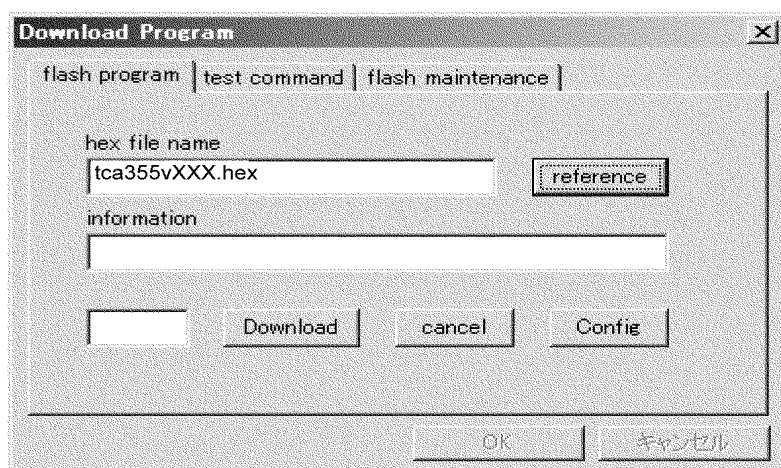 Download Program
flash program test command flash maintenance
hex file name
tca355vXXX.hex reference
information
Download cancel Config
OK キャンセル